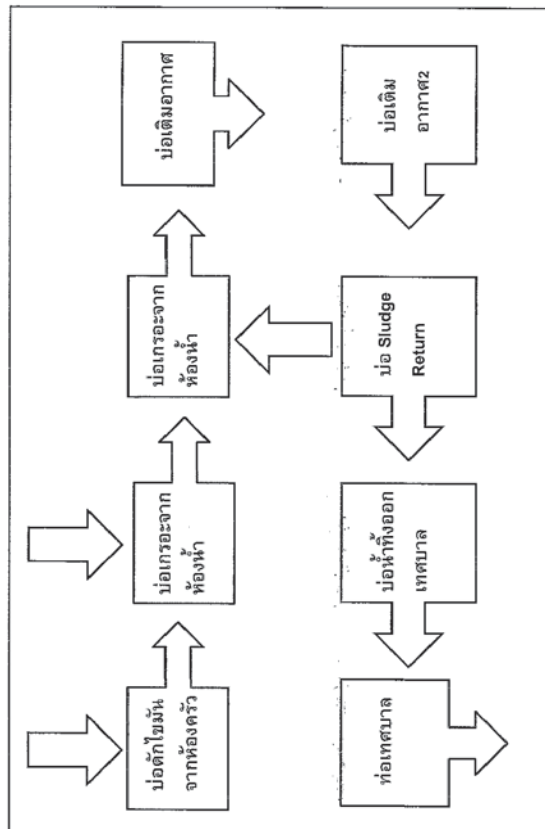 บ่อดักไขมัน
จากห้องครัว
บ่อเกรอะจาก
ห้องน้ำ
บ่อเกรอะจาก
ห้องน้ำ
บ่อเติมอากาศ
บ่อเติม
อากาศ2
บ่อ Sludge
Return
บ่อน้ำทิ้งออก
เทศบาล
ท่อเทศบาล